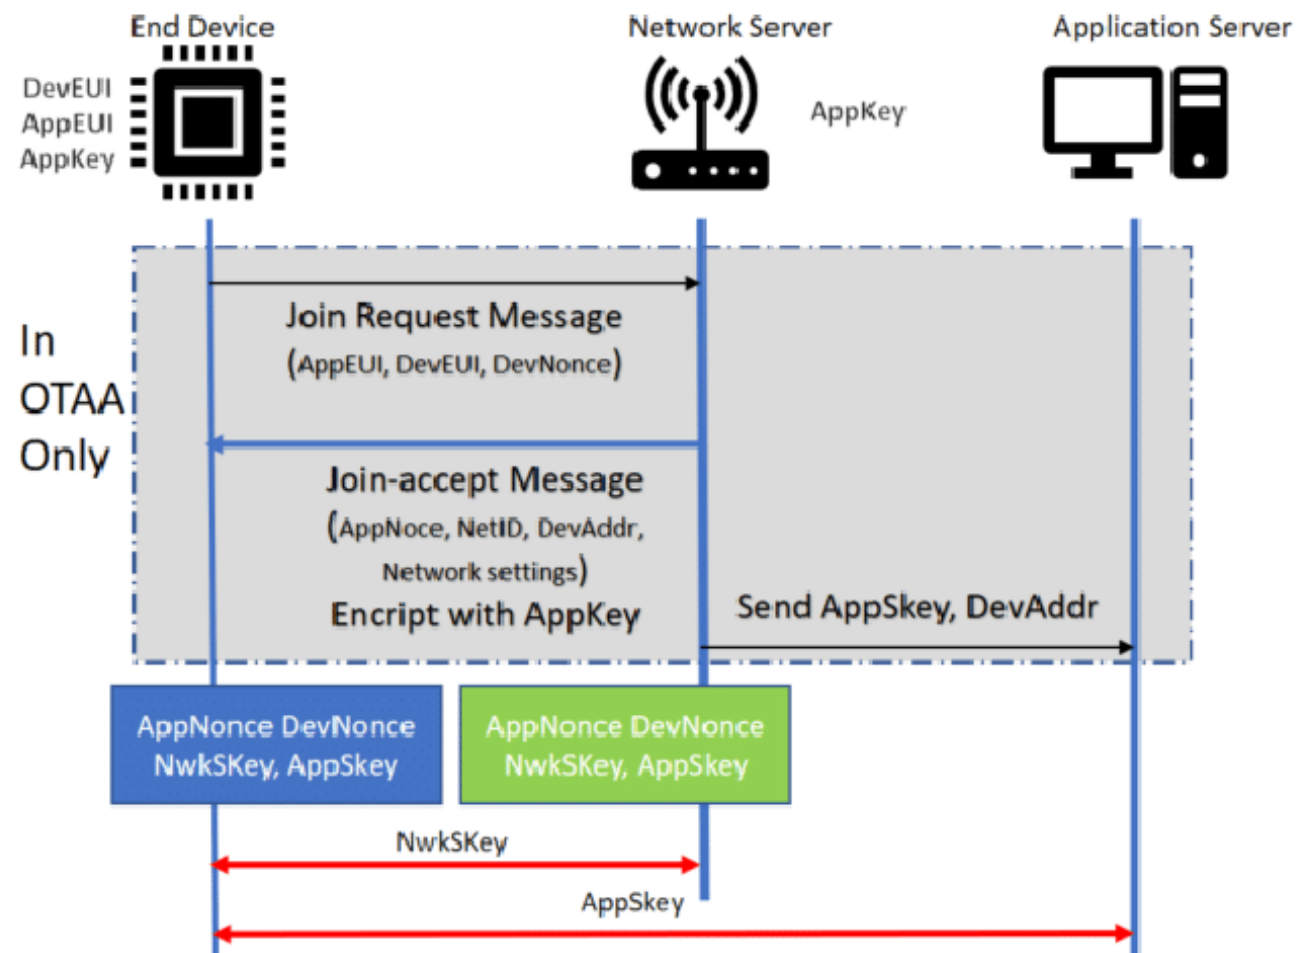 End Device
Network Server
Application Server
DevEUI
AppEUI
AppKey
AppKey
In
OTAA
Only
Join Request Message
(AppEUI, DevEUI, DevNonce)
Join-accept Message
(AppNoce, NetID, DevAddr,
Network settings)
Encript with AppKey
Send AppSkey, DevAddr
AppNonce DevNonce
NwkSKey, AppSkey
AppNonce DevNonce
NwkSKey, AppSkey
NwkSKey
AppSkey